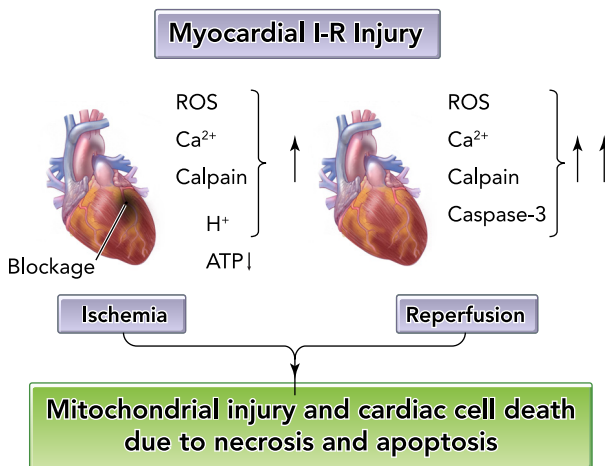 Myocardial I-R Injury
ROS
Ca²⁺
Calpain
H⁺
ATP↓
Blockage
Ischemia
ROS
Ca²⁺
Calpain
Caspase-3
Reperfusion
Mitochondrial injury and cardiac cell death
due to necrosis and apoptosis